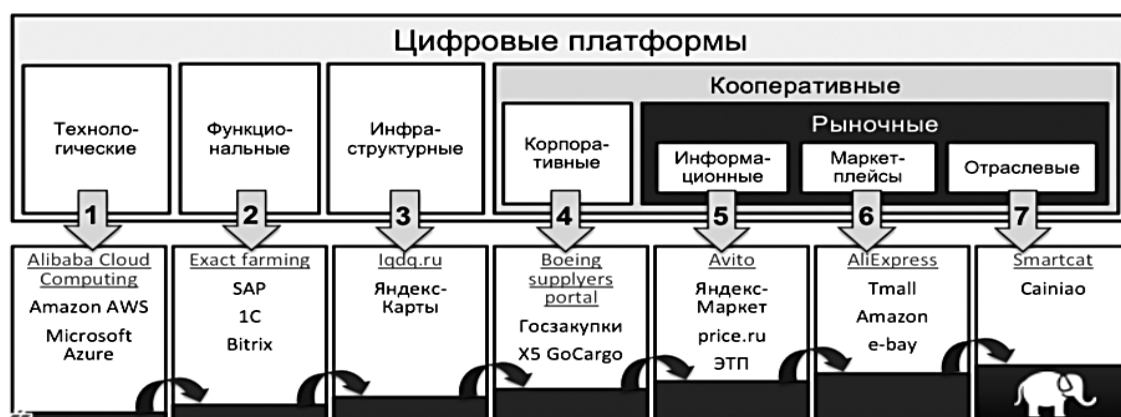 Цифровые платформы
Техноло-
гические
Функцио-
нальные
Инфра-
структурные
Кооперативные
Корпора-
тивные
Рыночные
Информа-
ционные
Маркет-
плейсы
Отраслевые
1
2
3
4
5
6
7
Alibaba Cloud
Computing
Amazon AWS
Microsoft
Azure
Exact farming
SAP
1C
Bitrix
Iqdq.ru
Яндекс-
Карты
Boeing
supplyers
portal
Госзакупки
X5 GoCargo
Avito
Яндекс-
Маркет
price.ru
ЭТП
AliExpress
Tmall
Amazon
e-bay
Smartcat
Cainiao